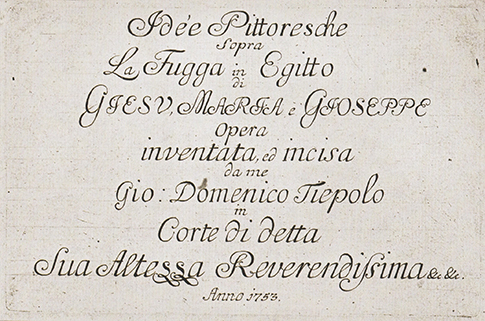 Idée Pittoresche
Sopra
La Fugga in Egitto
di
GIESV, MARIA e GIOSEPPE
Opera
inventata, ed incisa
da me
Gio: Domenico Tiepolo
in
Corte di detta
Sua Altessa Reverendissima &c &c.
Anno 1753.